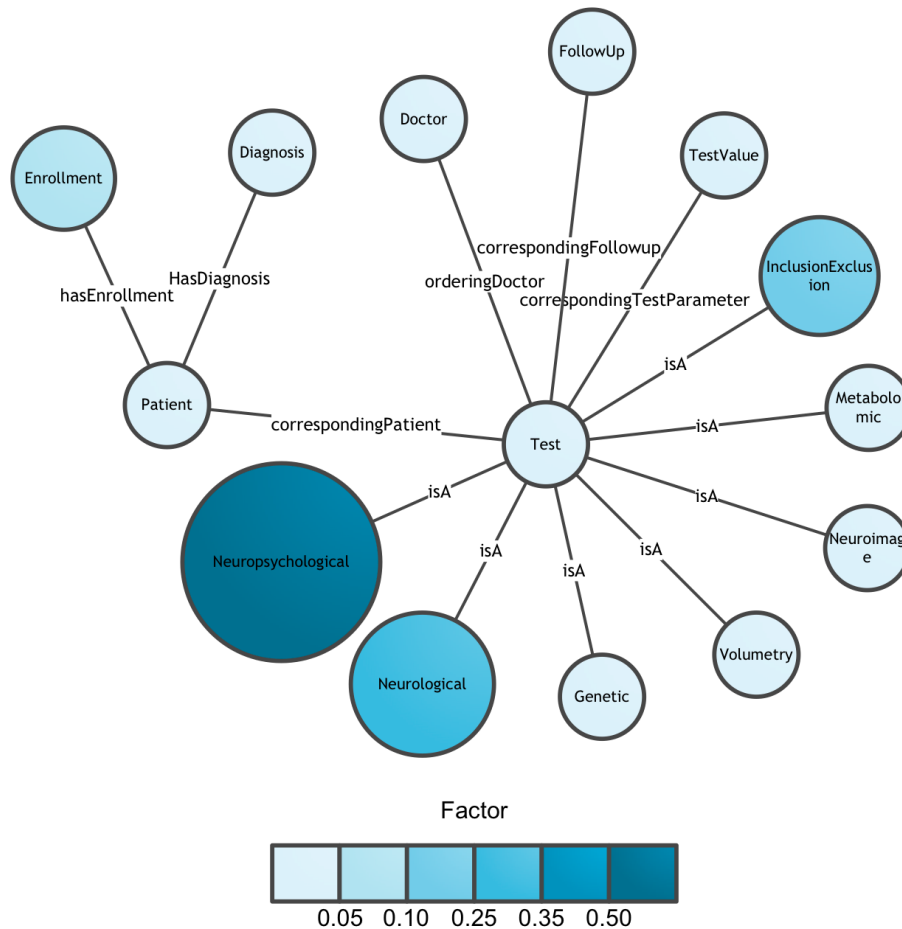 FollowUp
Doctor
Diagnosis
TestValue
Enrollment
correspondingFollowup
InclusionExclus
ion
HasDiagnosis
orderingDoctor
hasEnrollment
correspondingTestParameter
isA
Patient
Metabolo
mic
correspondingPatient
isA
Test
isA
isA
Neuroimag
e
isA
isA
Neuropsychological
isA
Volumetry
Neurological
Genetic
Factor
0.05 0.10 0.25 0.35 0.50